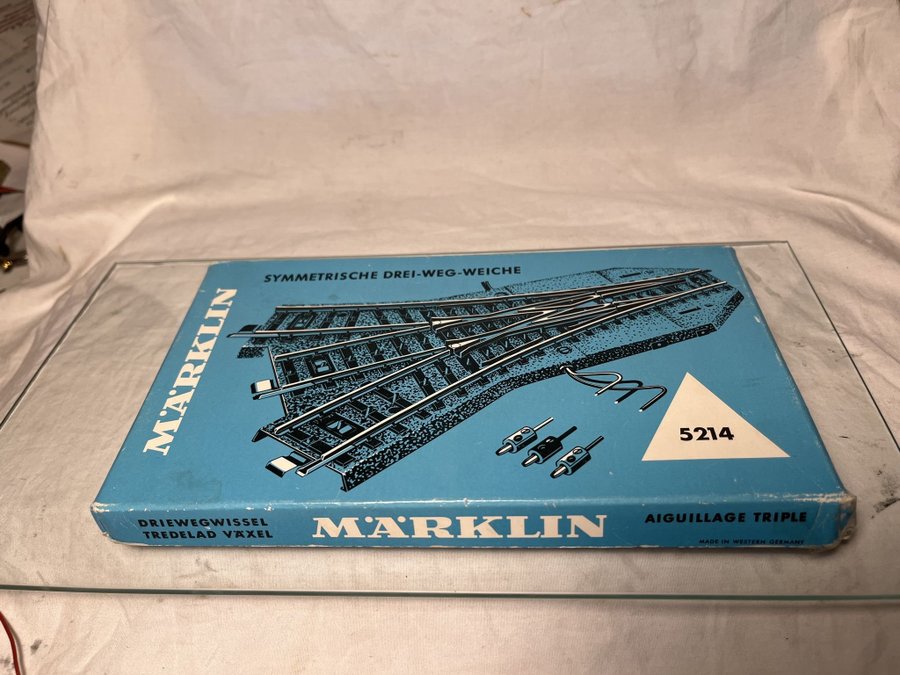 SYMMETRISCHE DREI-WEG-WEICHE
MÄRKLIN
5214
DRIEWEGWISSEL
TREDELAD VÄXEL
MÄRKLIN
AIGUILLAGE TRIPLE
MADE IN WESTERN GERMANY